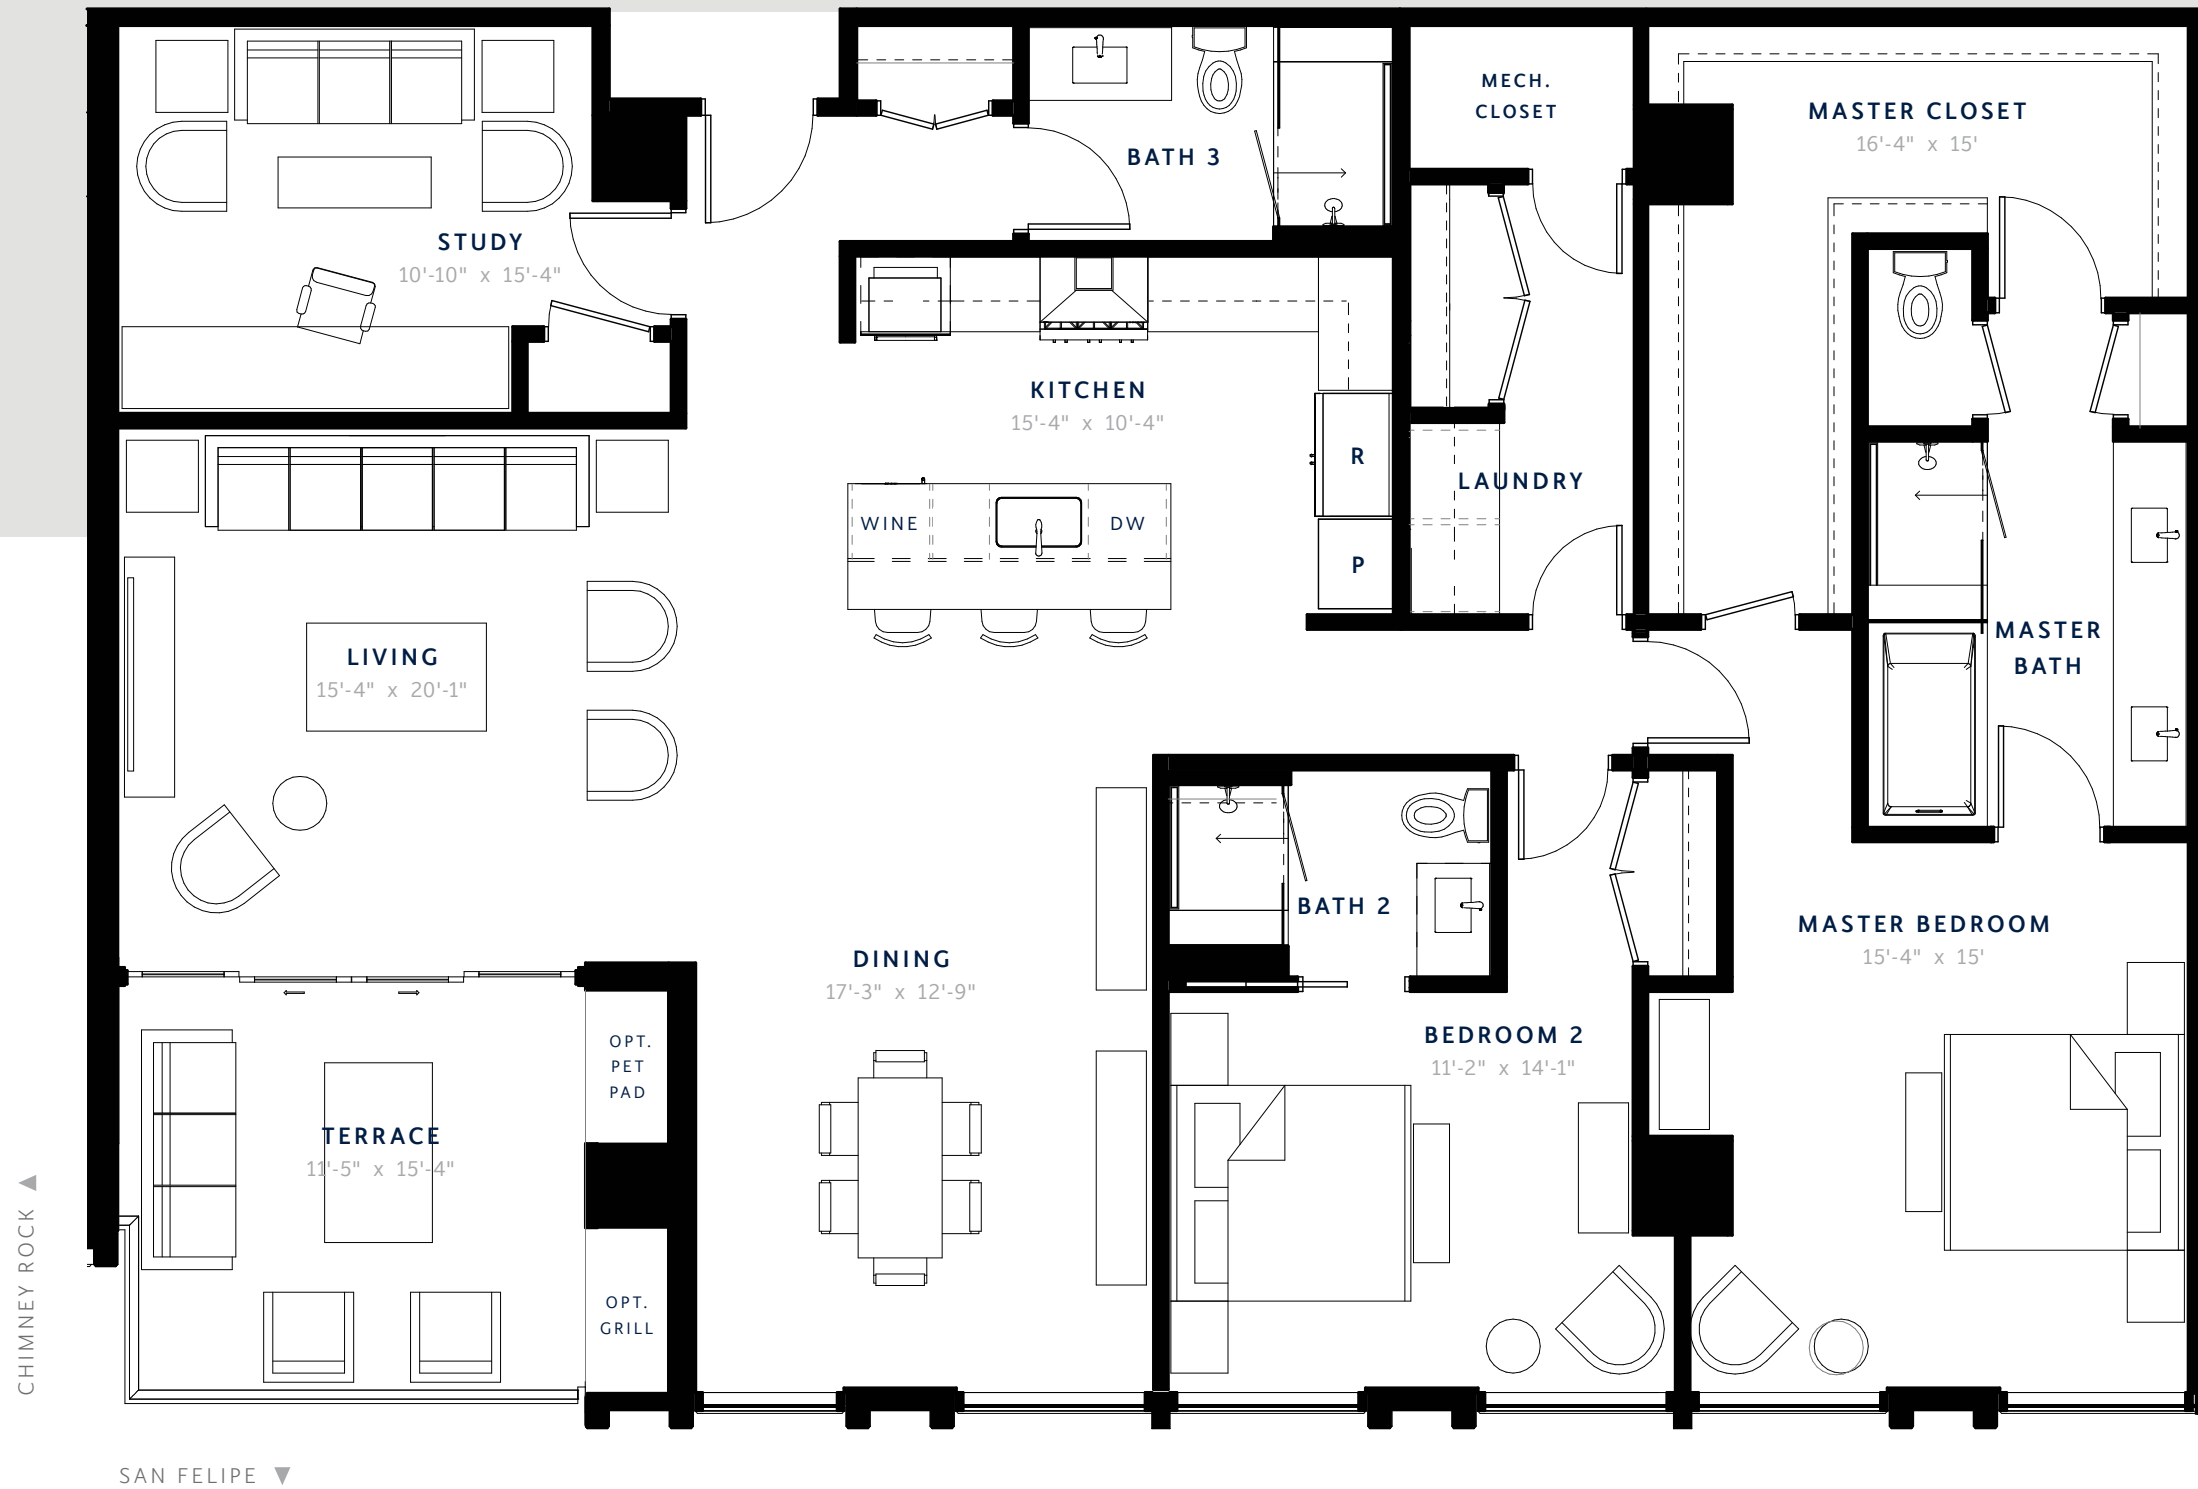 MECH.
CLOSET
MASTER CLOSET
16'-4" x 15'
BATH 3
STUDY
10'-10" x 15'-4"
KITCHEN
15'-4" x 10'-4"
R
LAUNDRY
WINE
DW
P
MASTER
BATH
LIVING
15'-4" x 20'-1"
BATH 2
MASTER BEDROOM
15'-4" x 15'
DINING
17'-3" x 12'-9"
BEDROOM 2
11'-2" x 14'-1"
OPT.
PET
PAD
TERRACE
11'-5" x 15'-4"
OPT.
GRILL
CHIMNEY ROCK
SAN FELIPE